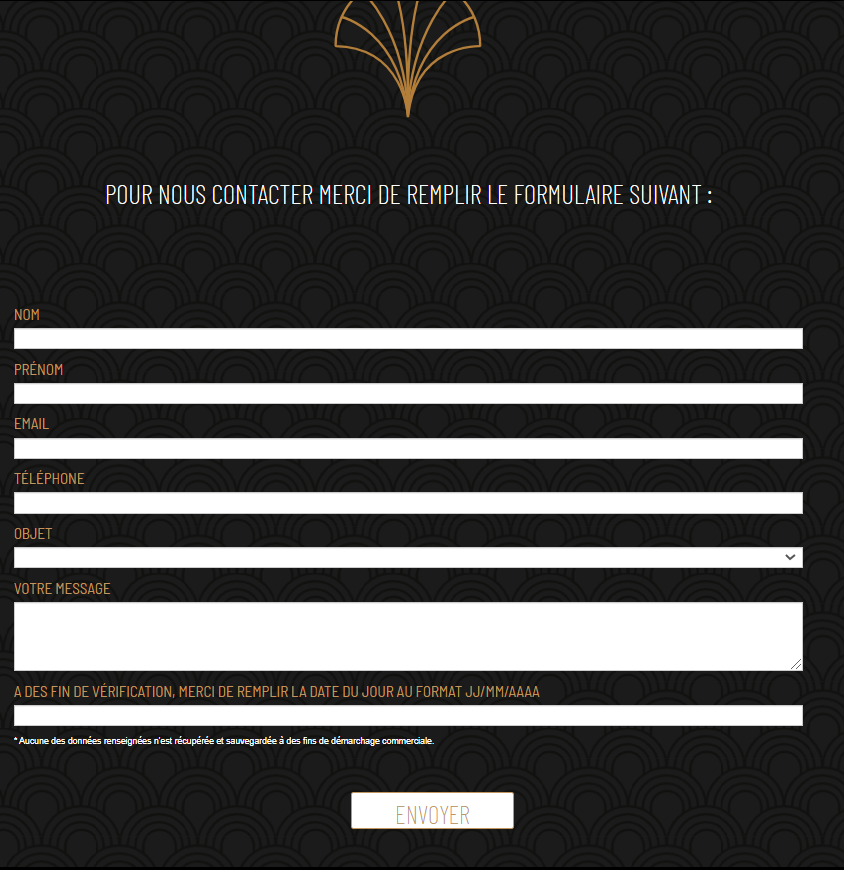 POUR NOUS CONTACTER MERCI DE REMPLIR LE FORMULAIRE SUIVANT :
NOM
PRÉNOM
EMAIL
TÉLÉPHONE
OBJET
VOTRE MESSAGE
A DES FIN DE VÉRIFICATION, MERCI DE REMPLIR LA DATE DU JOUR AU FORMAT JJ/MM/AAAA
* Aucune des données renseignées n'est récupérée et sauvegardée à des fins de démarchage commerciale.
ENVOYER